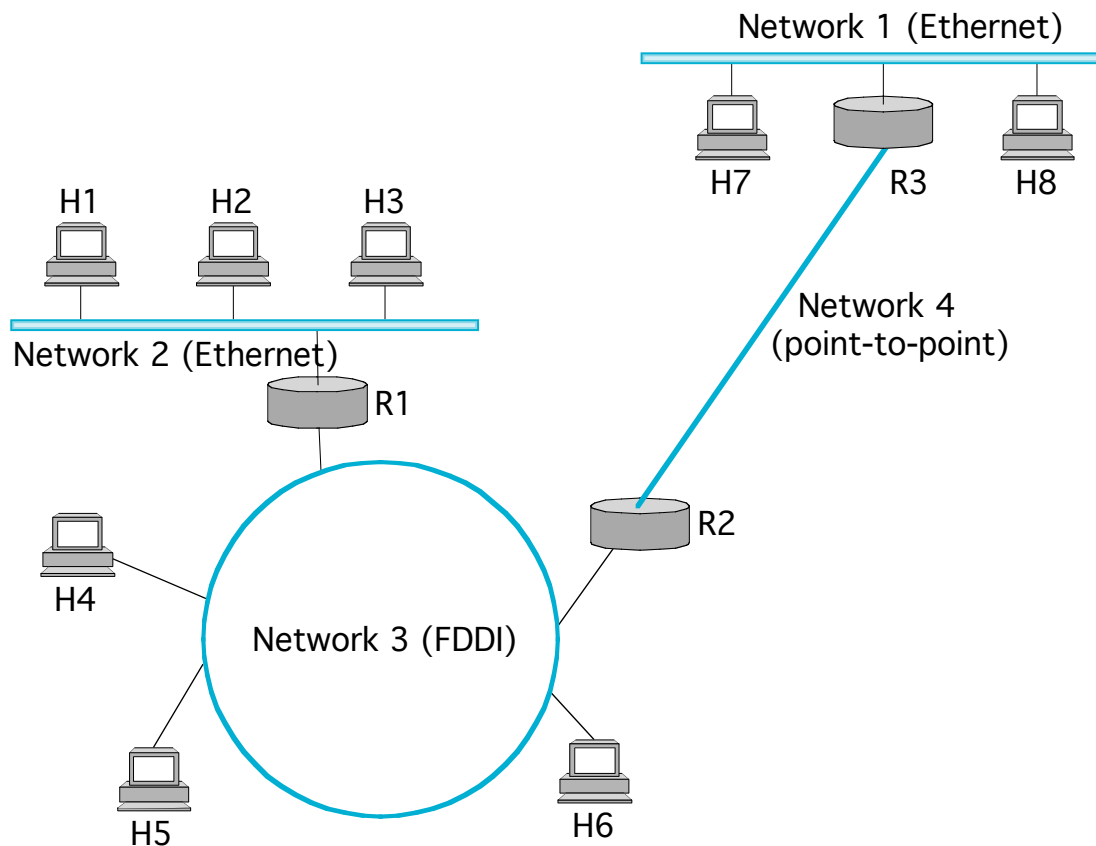 Network 1 (Ethernet)
H7
R3
H8
H1
H2
H3
Network 4
(point-to-point)
Network 2 (Ethernet)
R1
R2
H4
Network 3 (FDDI)
H5
H6